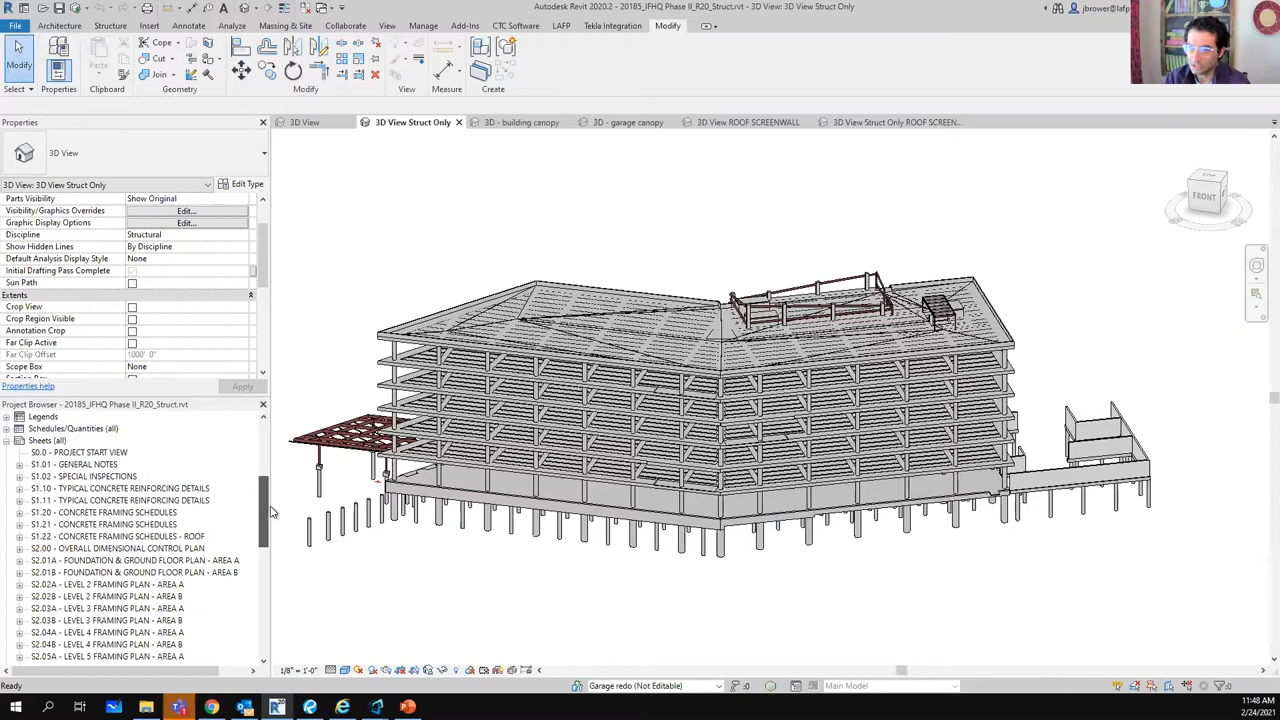 Autodesk Revit 2020.2 - 20185_IFHQ Phase II_R20_Struct.rvt - 3D View: 3D View Struct Only
jbrower@lafp
File Architecture Structure Annotate Analyze Massing & Site Collaborate View Manage Add-Ins CTC Software LAFP Tekla Integration Modify
Modify Paste Cope Cut Join
Select Properties Clipboard Geometry Modify View Measure Create
Properties
3D View 3D View Struct Only 3D - building canopy 3D - garage canopy 3D View ROOF SCREENWALL 3D View Struct Only ROOF SCREEN...
3D View
3D View: 3D View Struct Only Edit Type
Parts Visibility Show Original
Visibility/Graphics Overrides Edit...
Graphic Display Options Edit...
Discipline Structural
Show Hidden Lines By Discipline
Default Analysis Display Style None
Initial Drafting Pass Complete
Sun Path
Extents
Crop View
Crop Region Visible
Annotation Crop
Far Clip Active
Far Clip Offset 1000' 0"
Scope Box None
Properties help Apply
Project Browser - 20185_IFHQ Phase II_R20_Struct.rvt
Legends
Schedules/Quantities (all)
Sheets (all)
S0.0 - PROJECT START VIEW
S1.01 - GENERAL NOTES
S1.02 - SPECIAL INSPECTIONS
S1.10 - TYPICAL CONCRETE REINFORCING DETAILS
S1.11 - TYPICAL CONCRETE REINFORCING DETAILS
S1.20 - CONCRETE FRAMING SCHEDULES
S1.21 - CONCRETE FRAMING SCHEDULES
S1.22 - CONCRETE FRAMING SCHEDULES - ROOF
S2.00 - OVERALL DIMENSIONAL CONTROL PLAN
S2.01A - FOUNDATION & GROUND FLOOR PLAN - AREA A
S2.01B - FOUNDATION & GROUND FLOOR PLAN - AREA B
S2.02A - LEVEL 2 FRAMING PLAN - AREA A
S2.02B - LEVEL 2 FRAMING PLAN - AREA B
S2.03A - LEVEL 3 FRAMING PLAN - AREA A
S2.03B - LEVEL 3 FRAMING PLAN - AREA B
S2.04A - LEVEL 4 FRAMING PLAN - AREA A
S2.04B - LEVEL 4 FRAMING PLAN - AREA B
S2.05A - LEVEL 5 FRAMING PLAN - AREA A
TOP
FRONT
1/8" = 1'-0"
Ready Garage redo (Not Editable) :0 Main Model :0
11:48 AM
2/24/2021